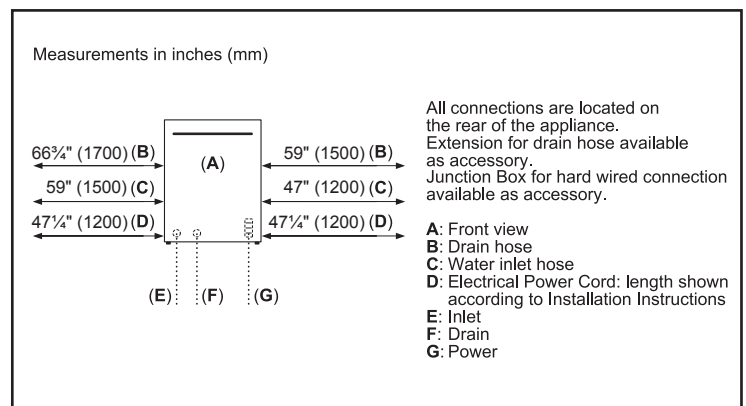 Measurements in inches (mm)
66¾" (1700) (B)
59" (1500) (C)
47¼" (1200) (D)
(A)
59" (1500) (B)
47" (1200) (C)
47¼" (1200) (D)
(E) (F) (G)
All connections are located on
the rear of the appliance.
Extension for drain hose available
as accessory.
Junction Box for hard wired connection
available as accessory.
A: Front view
B: Drain hose
C: Water inlet hose
D: Electrical Power Cord: length shown
according to Installation Instructions
E: Inlet
F: Drain
G: Power